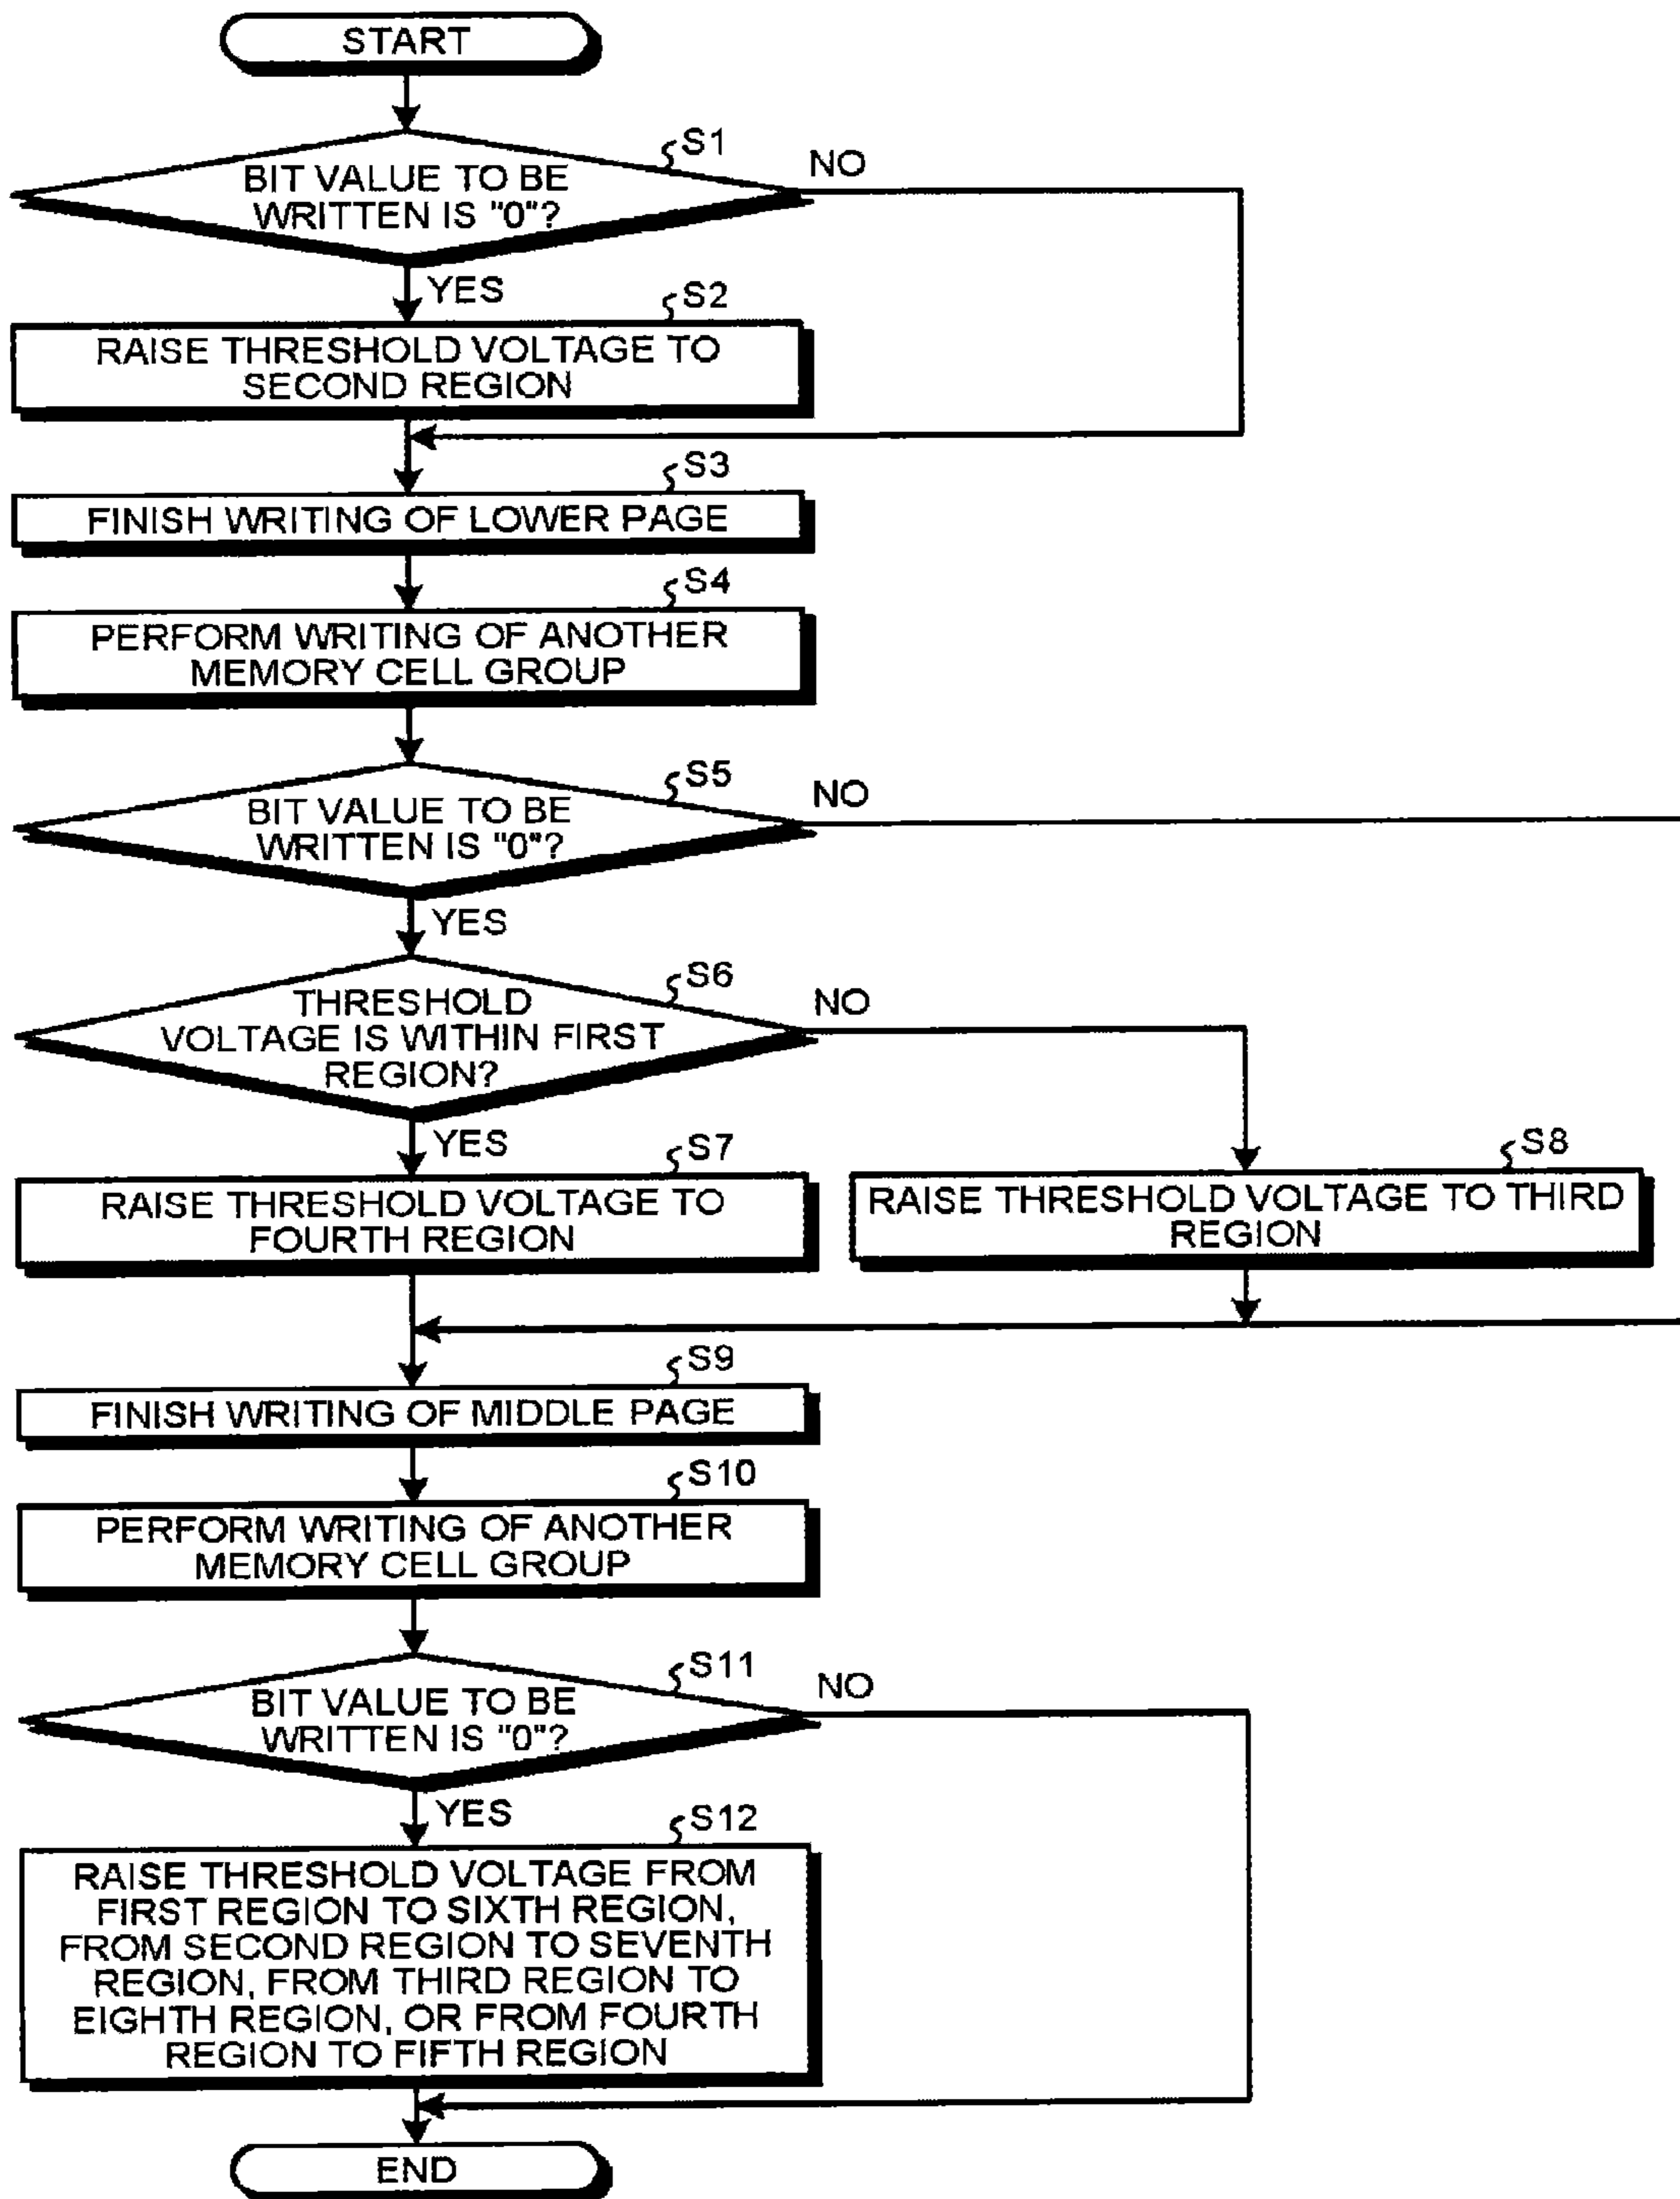 START
S1
NO
BIT VALUE TO BE
WRITTEN IS "0"?
YES
S2
RAISE THRESHOLD VOLTAGE TO
SECOND REGION
S3
FINISH WRITING OF LOWER PAGE
S4
PERFORM WRITING OF ANOTHER
MEMORY CELL GROUP
S5
NO
BIT VALUE TO BE
WRITTEN IS "0"?
YES
S6
NO
THRESHOLD
VOLTAGE IS WITHIN FIRST
REGION?
YES
S7
RAISE THRESHOLD VOLTAGE TO
FOURTH REGION
S8
RAISE THRESHOLD VOLTAGE TO THIRD
REGION
S9
FINISH WRITING OF MIDDLE PAGE
S10
PERFORM WRITING OF ANOTHER
MEMORY CELL GROUP
S11
NO
BIT VALUE TO BE
WRITTEN IS "0"?
YES
S12
RAISE THRESHOLD VOLTAGE FROM
FIRST REGION TO SIXTH REGION,
FROM SECOND REGION TO SEVENTH
REGION, FROM THIRD REGION TO
EIGHTH REGION, OR FROM FOURTH
REGION TO FIFTH REGION
END